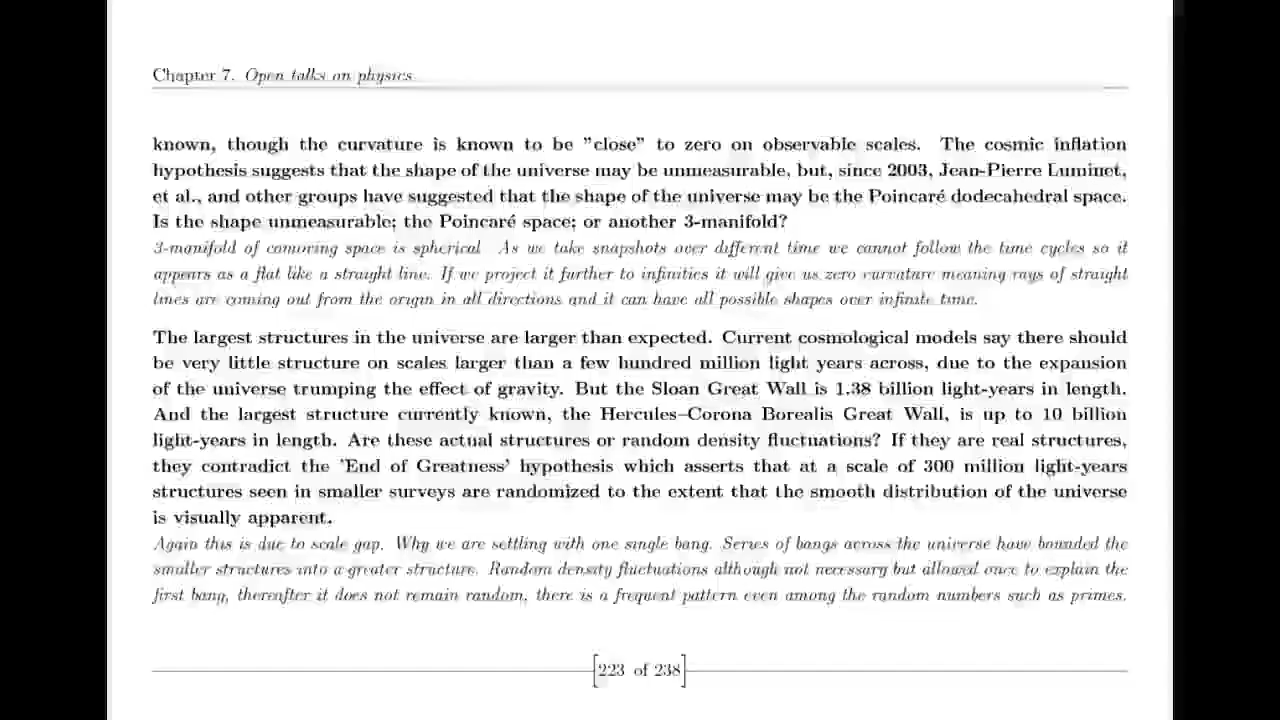 Chapter 7. Open talks on physics
known, though the curvature is known to be ”close” to zero on observable scales. The cosmic inflation
hypothesis suggests that the shape of the universe may be unmeasurable, but, since 2003, Jean-Pierre Luminet,
et al., and other groups have suggested that the shape of the universe may be the Poincaré dodecahedral space.
Is the shape unmeasurable; the Poincaré space; or another 3-manifold?
3-manifold of comoving space is spherical. As we take snapshots over different time we cannot follow the time cycles so it
appears as a flat like a straight line. If we project it further to infinities it will give us zero curvature meaning rays of straight
lines are coming out from the origin in all directions and it can have all possible shapes over infinite time.
The largest structures in the universe are larger than expected. Current cosmological models say there should
be very little structure on scales larger than a few hundred million light years across, due to the expansion
of the universe trumping the effect of gravity. But the Sloan Great Wall is 1.38 billion light-years in length.
And the largest structure currently known, the Hercules–Corona Borealis Great Wall, is up to 10 billion
light-years in length. Are these actual structures or random density fluctuations? If they are real structures,
they contradict the ’End of Greatness’ hypothesis which asserts that at a scale of 300 million light-years
structures seen in smaller surveys are randomized to the extent that the smooth distribution of the universe
is visually apparent.
Again this is due to scale gap. Why we are settling with one single bang. Series of bangs across the universe have bounded the
smaller structures into a greater structure. Random density fluctuations although not necessary but allowed once to explain the
first bang, thereafter it does not remain random, there is a frequent pattern even among the random numbers such as primes.
223 of 238